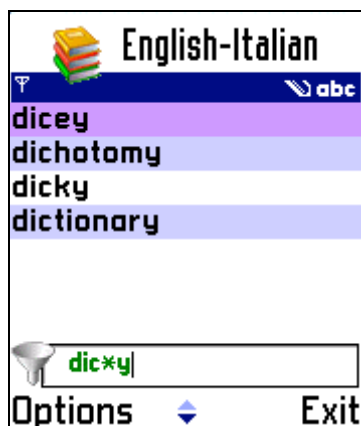 English-Italian
abc
dicey
dichotomy
dicky
dictionary
dic*y
Options Exit